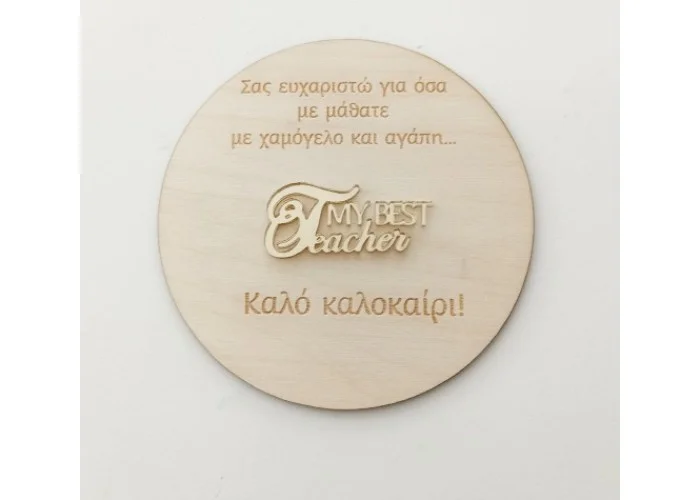 Σας ευχαριστώ για όσα
με μάθατε
με χαμόγελο και αγάπη...
MY BEST
Teacher
Καλό καλοκαίρι!